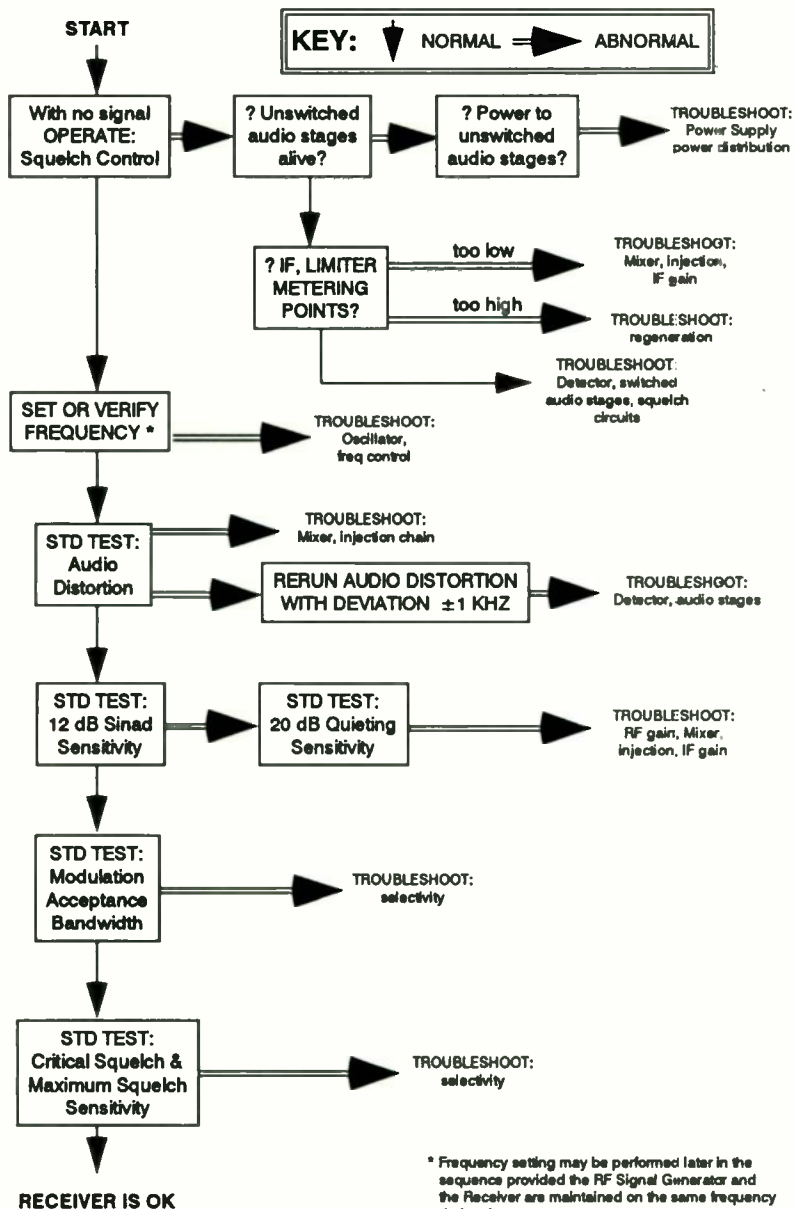 START
KEY: NORMAL ABNORMAL
With no signal
OPERATE:
Squelch Control
? Unswitched
audio stages
alive?
? Power to
unswitched
audio stages?
TROUBLESHOOT:
Power Supply
power distribution
? IF, LIMITER
METERING
POINTS?
too low
TROUBLESHOOT:
Mixer, injection,
IF gain
too high
TROUBLESHOOT:
regeneration
TROUBLESHOOT:
Detector, switched
audio stages, squelch
circuits
SET OR VERIFY
FREQUENCY *
TROUBLESHOOT:
Oscillator,
freq control
STD TEST:
Audio
Distortion
TROUBLESHOOT:
Mixer, injection chain
RERUN AUDIO DISTORTION
WITH DEVIATION ±1 KHZ
TROUBLESHOOT:
Detector, audio stages
STD TEST:
12 dB Sinad
Sensitivity
STD TEST:
20 dB Quieting
Sensitivity
TROUBLESHOOT:
RF gain, Mixer,
injection, IF gain
STD TEST:
Modulation
Acceptance
Bandwidth
TROUBLESHOOT:
selectivity
STD TEST:
Critical Squelch &
Maximum Squelch
Sensitivity
TROUBLESHOOT:
selectivity
RECEIVER IS OK
* Frequency setting may be performed later in the
sequence provided the RF Signal Generator and
the Receiver are maintained on the same frequency